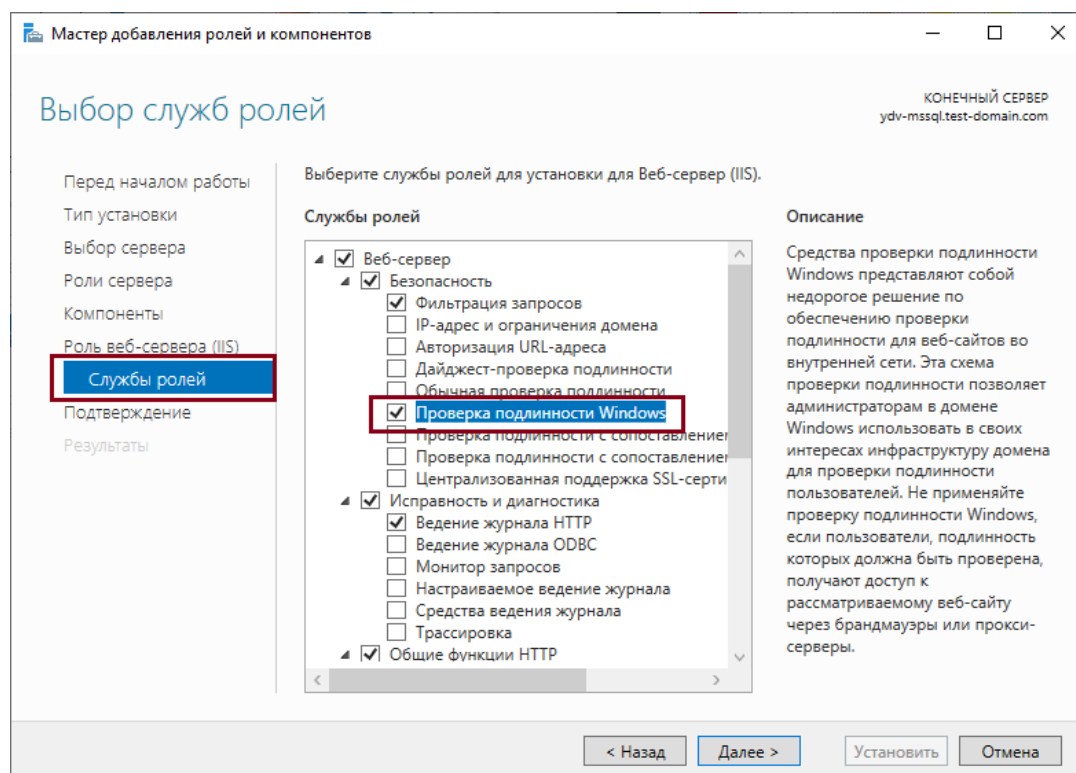 Мастер добавления ролей и компонентов
Выбор служб ролей
КОНЕЧНЫЙ СЕРВЕР
ydv-mssql.test-domain.com
Перед началом работы
Тип установки
Выбор сервера
Роли сервера
Компоненты
Роль веб-сервера (IIS)
Службы ролей
Подтверждение
Результаты
Выберите службы ролей для установки для Веб-сервер (IIS).
Службы ролей
Веб-сервер
Безопасность
Фильтрация запросов
IP-адрес и ограничения домена
Авторизация URL-адреса
Дайджест-проверка подлинности
Обычная проверка подлинности
Проверка подлинности Windows
Проверка подлинности с сопоставление
Проверка подлинности с сопоставление
Централизованная поддержка SSL-серти
Исправность и диагностика
Ведение журнала HTTP
Ведение журнала ODBC
Монитор запросов
Настраиваемое ведение журнала
Средства ведения журнала
Трассировка
Общие функции HTTP
Описание
Средства проверки подлинности
Windows представляют собой
недорогое решение по
обеспечению проверки
подлинности для веб-сайтов во
внутренней сети. Эта схема
проверки подлинности позволяет
администраторам в домене
Windows использовать в своих
интересах инфраструктуру домена
для проверки подлинности
пользователей. Не применяйте
проверку подлинности Windows,
если пользователи, подлинность
которых должна быть проверена,
получают доступ к
рассматриваемому веб-сайту
через брандмауэры или прокси-
серверы.
< Назад
Далее >
Установить
Отмена